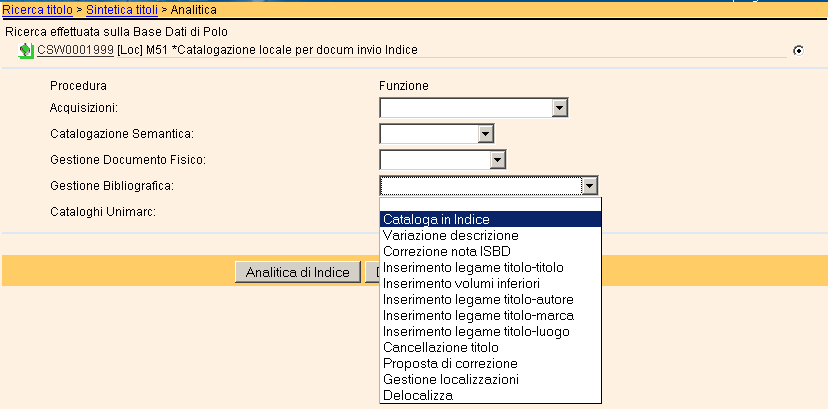 Ricerca titolo > Sintetica titoli > Analitica
Ricerca effettuata sulla Base Dati di Polo
CSW0001999 [Loc] M51 *Catalogazione locale per docum invio Indice
Procedura Funzione
Acquisizioni:
Catalogazione Semantica:
Gestione Documento Fisico:
Gestione Bibliografica:
Cataloghi Unimarc:
Cataloga in Indice
Variazione descrizione
Correzione nota ISBD
Inserimento legame titolo-titolo
Inserimento volumi inferiori
Inserimento legame titolo-autore
Inserimento legame titolo-marca
Inserimento legame titolo-luogo
Cancellazione titolo
Proposta di correzione
Gestione localizzazioni
Delocalizza
Analitica di Indice